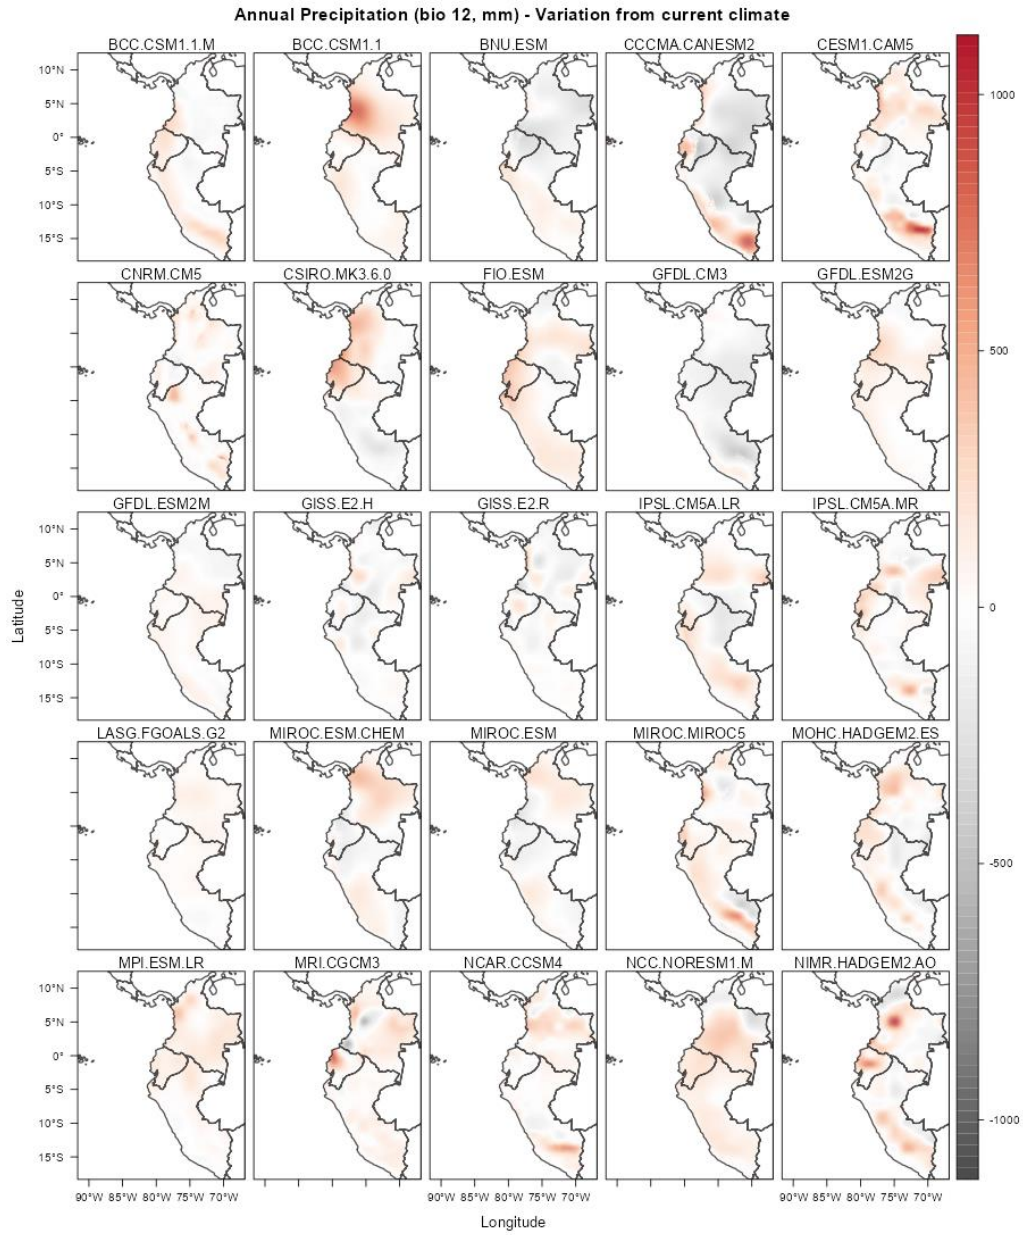 Annual Precipitation (bio 12, mm) - Variation from current climate
BCC.CSM1.1.M BCC.CSM1.1 BNU.ESM CCCMA.CANESM2 CESM1.CAM5
10°N
5°N
0°
5°S
10°S
15°S
1000
CNRM.CM5 CSIRO.MK3.6.0 FIO.ESM GFDL.CM3 GFDL.ESM2G
500
GFDL.ESM2M GISS.E2.H GISS.E2.R IPSL.CM5A.LR IPSL.CM5A.MR
10°N
5°N
0°
5°S
10°S
15°S
Latitude
0
LASG.FGOALS.G2 MIROC.ESM.CHEM MIROC.ESM MIROC.MIROC5 MOHC.HADGEM2.ES
-500
MPI.ESM.LR MRI.CGCM3 NCAR.CCSM4 NCC.NORESM1.M NIMR.HADGEM2.AO
10°N
5°N
0°
5°S
10°S
15°S
-1000
90°W 85°W 80°W 75°W 70°W 90°W 85°W 80°W 75°W 70°W 90°W 85°W 80°W 75°W 70°W
Longitude